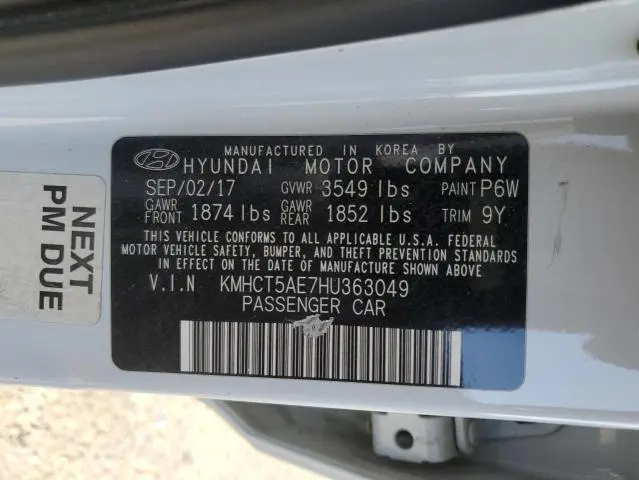 MANUFACTURED IN KOREA BY
HYUNDAI MOTOR COMPANY
SEP/02/17 GVWR 3549 lbs PAINT P6W
GAWR FRONT 1874 lbs GAWR REAR 1852 lbs TRIM 9Y
THIS VEHICLE CONFORMS TO ALL APPLICABLE U.S.A. FEDERAL
MOTOR VEHICLE SAFETY, BUMPER, AND THEFT PREVENTION STANDARDS
IN EFFECT ON THE DATE OF MANUFACTURE SHOWN ABOVE
V.I.N KMHCT5AE7HU363049
PASSENGER CAR
NEXT
PM DUE